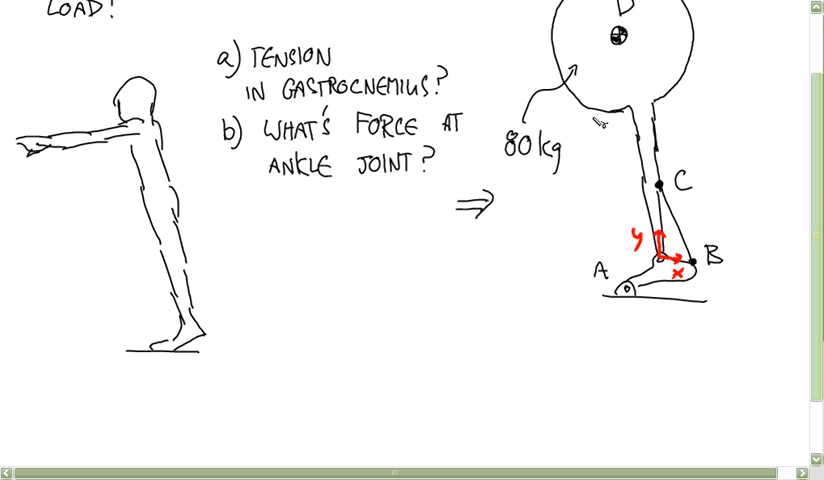 LOAD!
a) TENSION
IN GASTROCNEMIUS?
b) WHAT'S FORCE AT
ANKLE JOINT?
⇒
D
80 kg
C
y
x
B
A